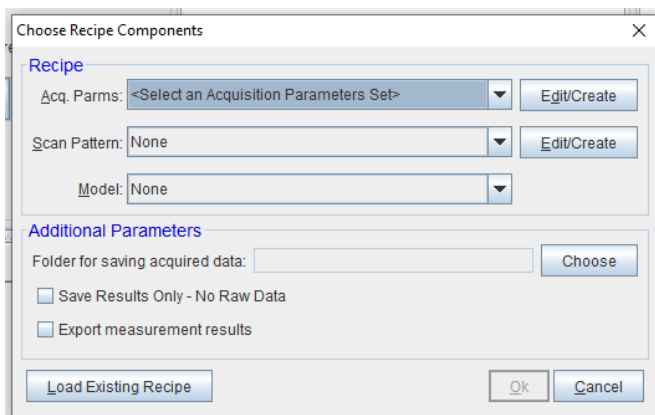 Choose Recipe Components
Recipe
Acq. Parms: <Select an Acquisition Parameters Set> Edit/Create
Scan Pattern: None Edit/Create
Model: None
Additional Parameters
Folder for saving acquired data: Choose
Save Results Only - No Raw Data
Export measurement results
Load Existing Recipe Ok Cancel